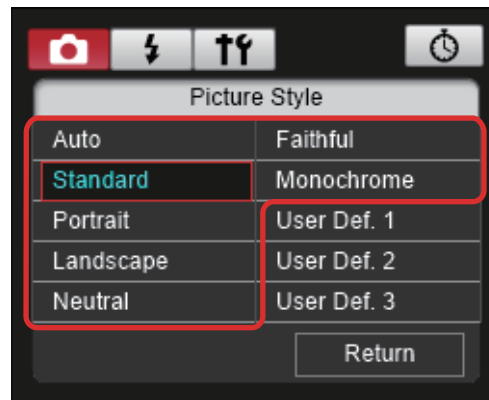 Picture Style
Auto Faithful
Standard Monochrome
Portrait User Def. 1
Landscape User Def. 2
Neutral User Def. 3
Return